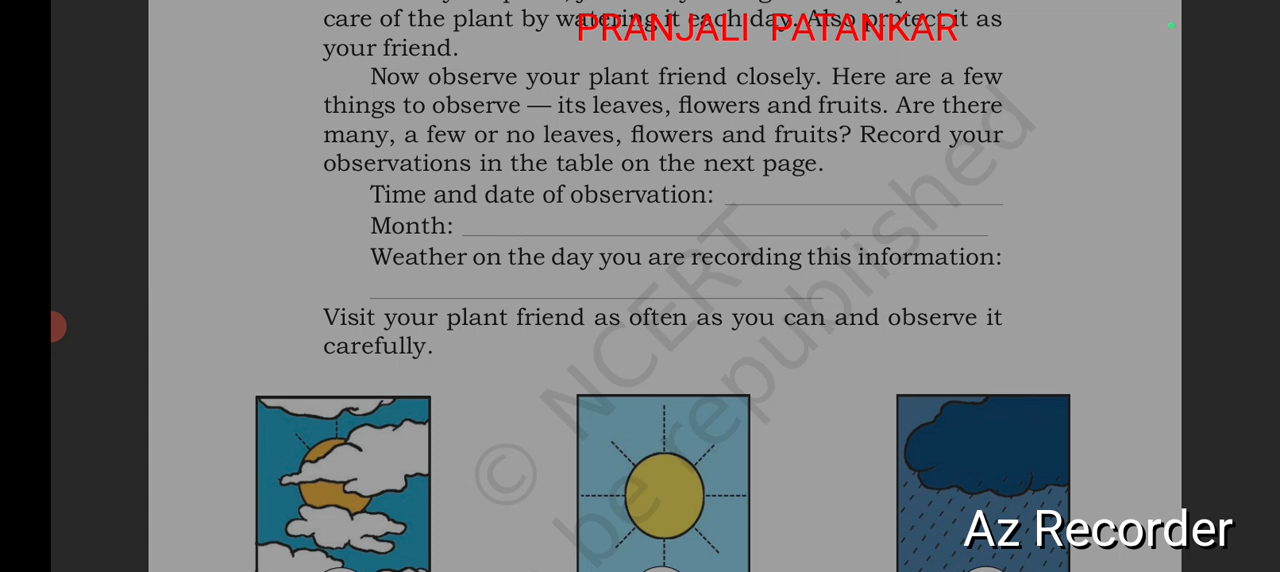 care of the plant by watering it each day. Also protect it as
PRANJALI PATANKAR
your friend.
Now observe your plant friend closely. Here are a few
things to observe — its leaves, flowers and fruits. Are there
many, a few or no leaves, flowers and fruits? Record your
observations in the table on the next page.
Time and date of observation:
Month:
Weather on the day you are recording this information:
Visit your plant friend as often as you can and observe it
carefully.
© NCERT
be republished
Az Recorder